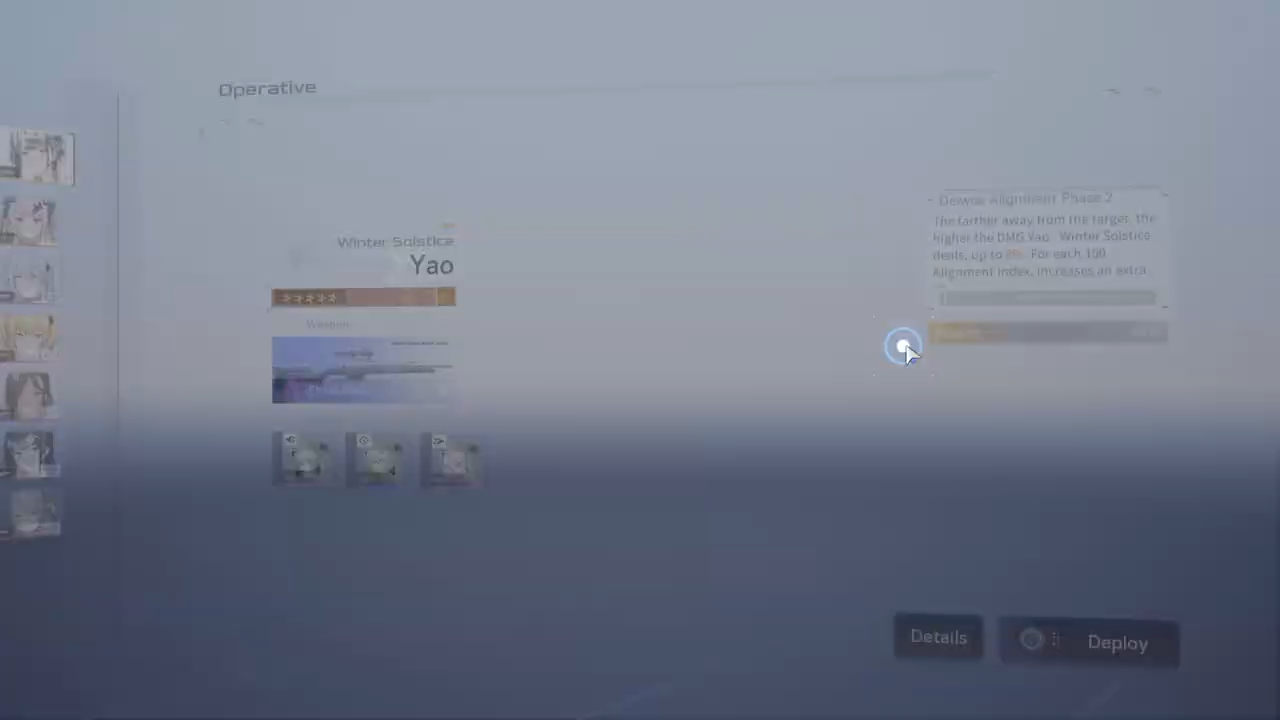 Operative
Winter Solstice
Yao
Weapon
Deiwos Alignment Phase 2
The farther away from the target, the
higher the DMG Yao - Winter Solstice
deals, up to
For each 100
Alignment Index, increases an extra
Details
Deploy